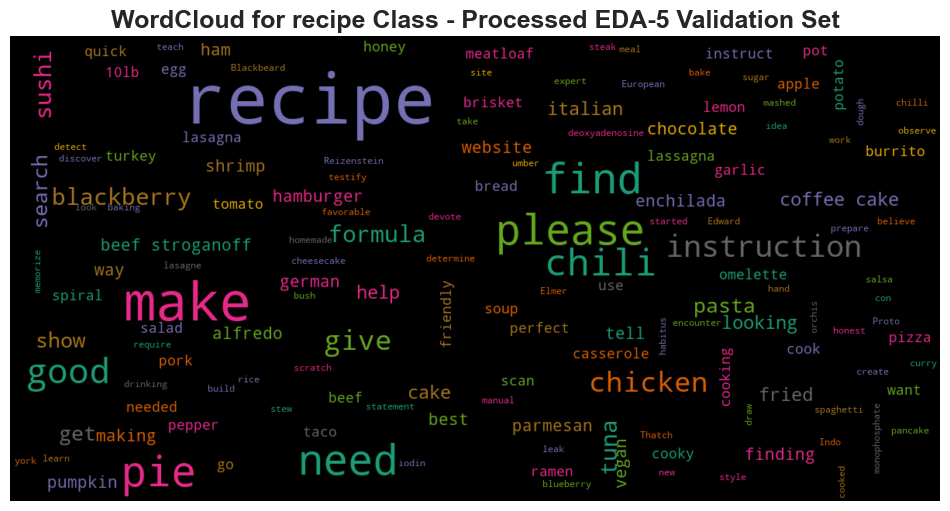 WordCloud for recipe Class - Processed EDA-5 Validation Set
teach
steak
meal
quick
ham
honey
meatloaf
instruct
pot
sushi
10lb
egg
Blackbeard
site
expert
European
bake
sugar
apple
potato
recipe
brisket
italian
lemon
mashed
chilli
dough
take
deoxyadenosine
chocolate
idea
observe
detect
lasagna
website
work
discover
turkey
shrimp
Reizenstein
umber
lassagna
garlic
burrito
search
testify
find
blackberry
hamburger
bread
enchilada
coffee cake
look
baking
tomato
favorable
devote
please
started
Edward
believe
beef stroganoff
homemade
formula
chili
instruction
prepare
memorize
way
lasagne
cheesecake
determine
omelette
salsa
spiral
make
german
help
bush
friendly
Elmer
use
hand
con
soup
pasta
orchis
salad
alfredo
perfect
tell
encounter
looking
Proto
honest
pizza
show
require
give
habitus
casserole
cook
good
pork
scratch
chicken
cooking
curry
drinking
build
rice
cake
scan
create
want
needed
beef
manual
fried
stew
statement
best
draw
spaghetti
pepper
parmesan
tuna
pancake
get
making
taco
Thatch
Indo
monophosphate
york
learn
go
need
iodin
leak
cooky
finding
pie
vegan
pumpkin
ramen
new
blueberry
style
cooked